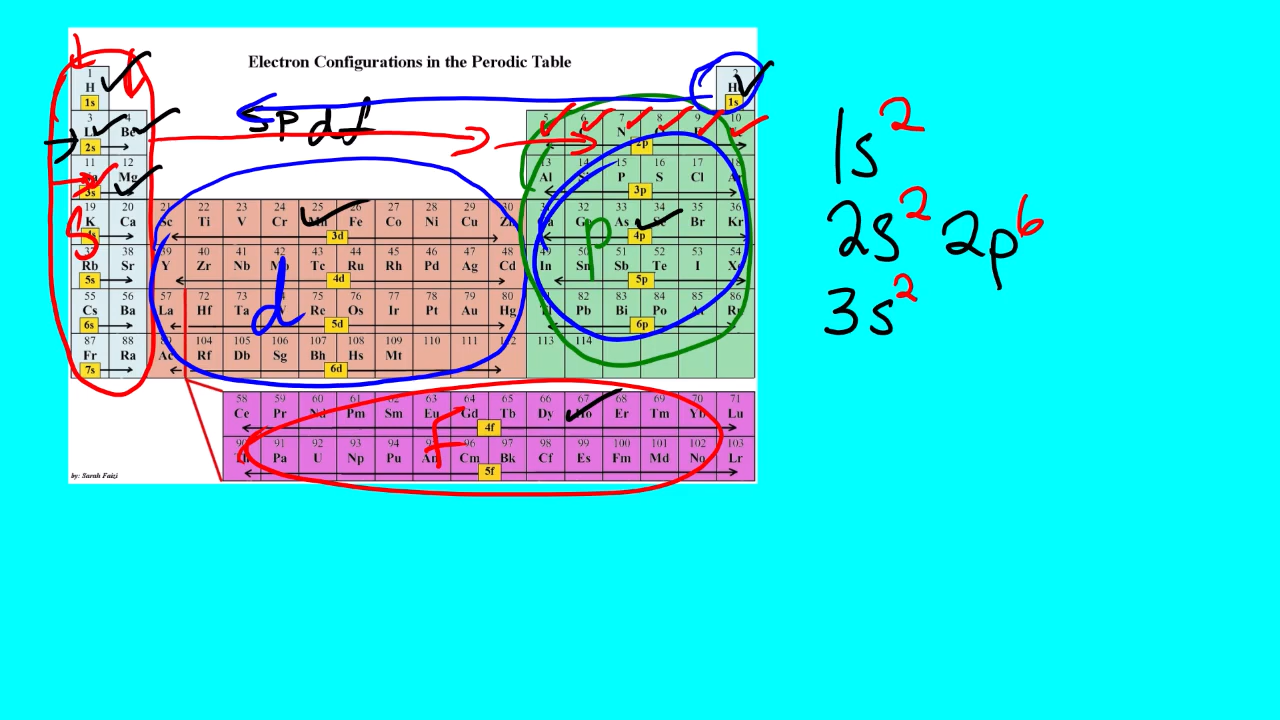 Electron Configurations in the Periodic Table
1 2
H
1s 1s
s p d f
3 4 5 6 7 8 9 10
Be N
2s 2p
11 12 13 14 15 16 17 18
Mg Al Si P S Cl Ar
3s 3p
19 20 21 22 23 24 25 26 27 28 29 30 31 32 33 34 35 36
K Ca Sc Ti V Cr Mn Fe Co Ni Cu Zn Ga As Se Br Kr
4s 3d 4p
37 38 39 40 41 42 43 44 45 46 47 48 49 50 51 52 53 54
Rb Sr Y Zr Nb Mo Tc Ru Rh Pd Ag Cd In Sn Sb Te I Xe
5s 4d 5p
55 56 57 72 73 75 76 77 78 79 80 82 83 84 85 86
Cs Ba La Hf Ta Re Os Ir Pt Au Hg Pb Bi Po At Rn
6s 5d 6p
87 88 89 104 105 106 107 108 109 110 111 112 113 114
Fr Ra Ac Rf Db Sg Bh Hs Mt
7s 6d
58 59 60 61 62 63 64 65 66 67 68 69 70 71
Ce Pr Nd Pm Sm Eu Gd Tb Dy Ho Er Tm Yb Lu
4f
90 91 92 93 94 95 96 97 98 99 100 101 102 103
Th Pa U Np Pu Am Cm Bk Cf Es Fm Md No Lr
5f
by: Sarah Faizi
S
d
p
f
1s²
2s² 2p⁶
3s²